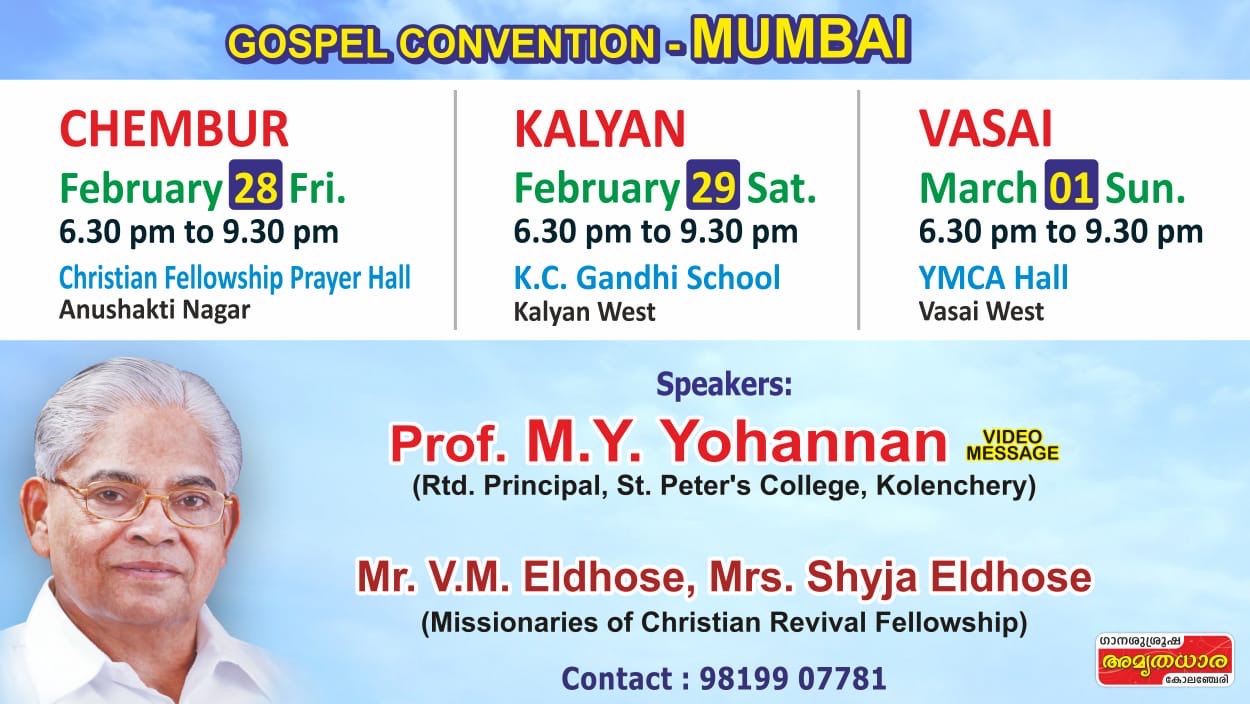 GOSPEL CONVENTION - MUMBAI
CHEMBUR
February 28 Fri.
6.30 pm to 9.30 pm
Christian Fellowship Prayer Hall
Anushakti Nagar
KALYAN
February 29 Sat.
6.30 pm to 9.30 pm
K.C. Gandhi School
Kalyan West
VASAI
March 01 Sun.
6.30 pm to 9.30 pm
YMCA Hall
Vasai West
Speakers:
Prof. M.Y. Yohannan
VIDEO
MESSAGE
(Rtd. Principal, St. Peter's College, Kolenchery)
Mr. V.M. Eldhose, Mrs. Shyja Eldhose
(Missionaries of Christian Revival Fellowship)
Contact : 98199 07781
ഗാനശുശ്രൂഷ
അമൃതധാര
കോലഞ്ചേരി